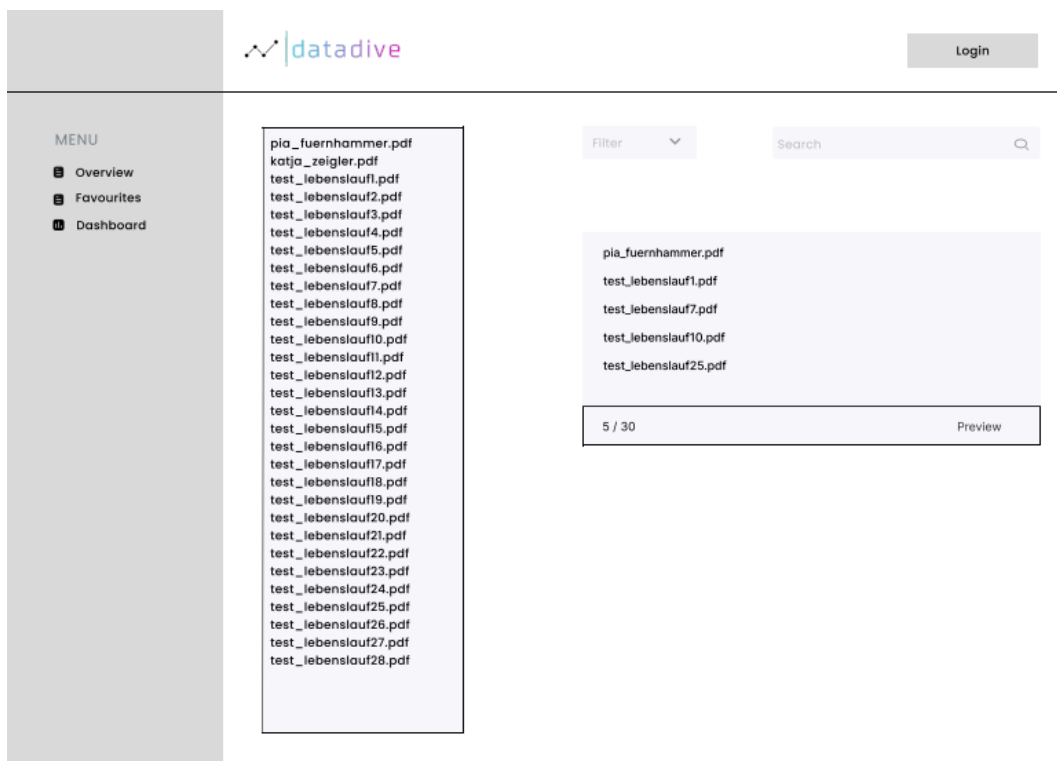 datadive
Login
MENU
Overview
Favourites
Dashboard
pia_fuernhammer.pdf
katja_zeigler.pdf
test_lebenslauf1.pdf
test_lebenslauf2.pdf
test_lebenslauf3.pdf
test_lebenslauf4.pdf
test_lebenslauf5.pdf
test_lebenslauf6.pdf
test_lebenslauf7.pdf
test_lebenslauf8.pdf
test_lebenslauf9.pdf
test_lebenslauf10.pdf
test_lebenslauf11.pdf
test_lebenslauf12.pdf
test_lebenslauf13.pdf
test_lebenslauf14.pdf
test_lebenslauf15.pdf
test_lebenslauf16.pdf
test_lebenslauf17.pdf
test_lebenslauf18.pdf
test_lebenslauf19.pdf
test_lebenslauf20.pdf
test_lebenslauf21.pdf
test_lebenslauf22.pdf
test_lebenslauf23.pdf
test_lebenslauf24.pdf
test_lebenslauf25.pdf
test_lebenslauf26.pdf
test_lebenslauf27.pdf
test_lebenslauf28.pdf
Filter
Search
pia_fuernhammer.pdf
test_lebenslauf1.pdf
test_lebenslauf7.pdf
test_lebenslauf10.pdf
test_lebenslauf25.pdf
5 / 30
Preview